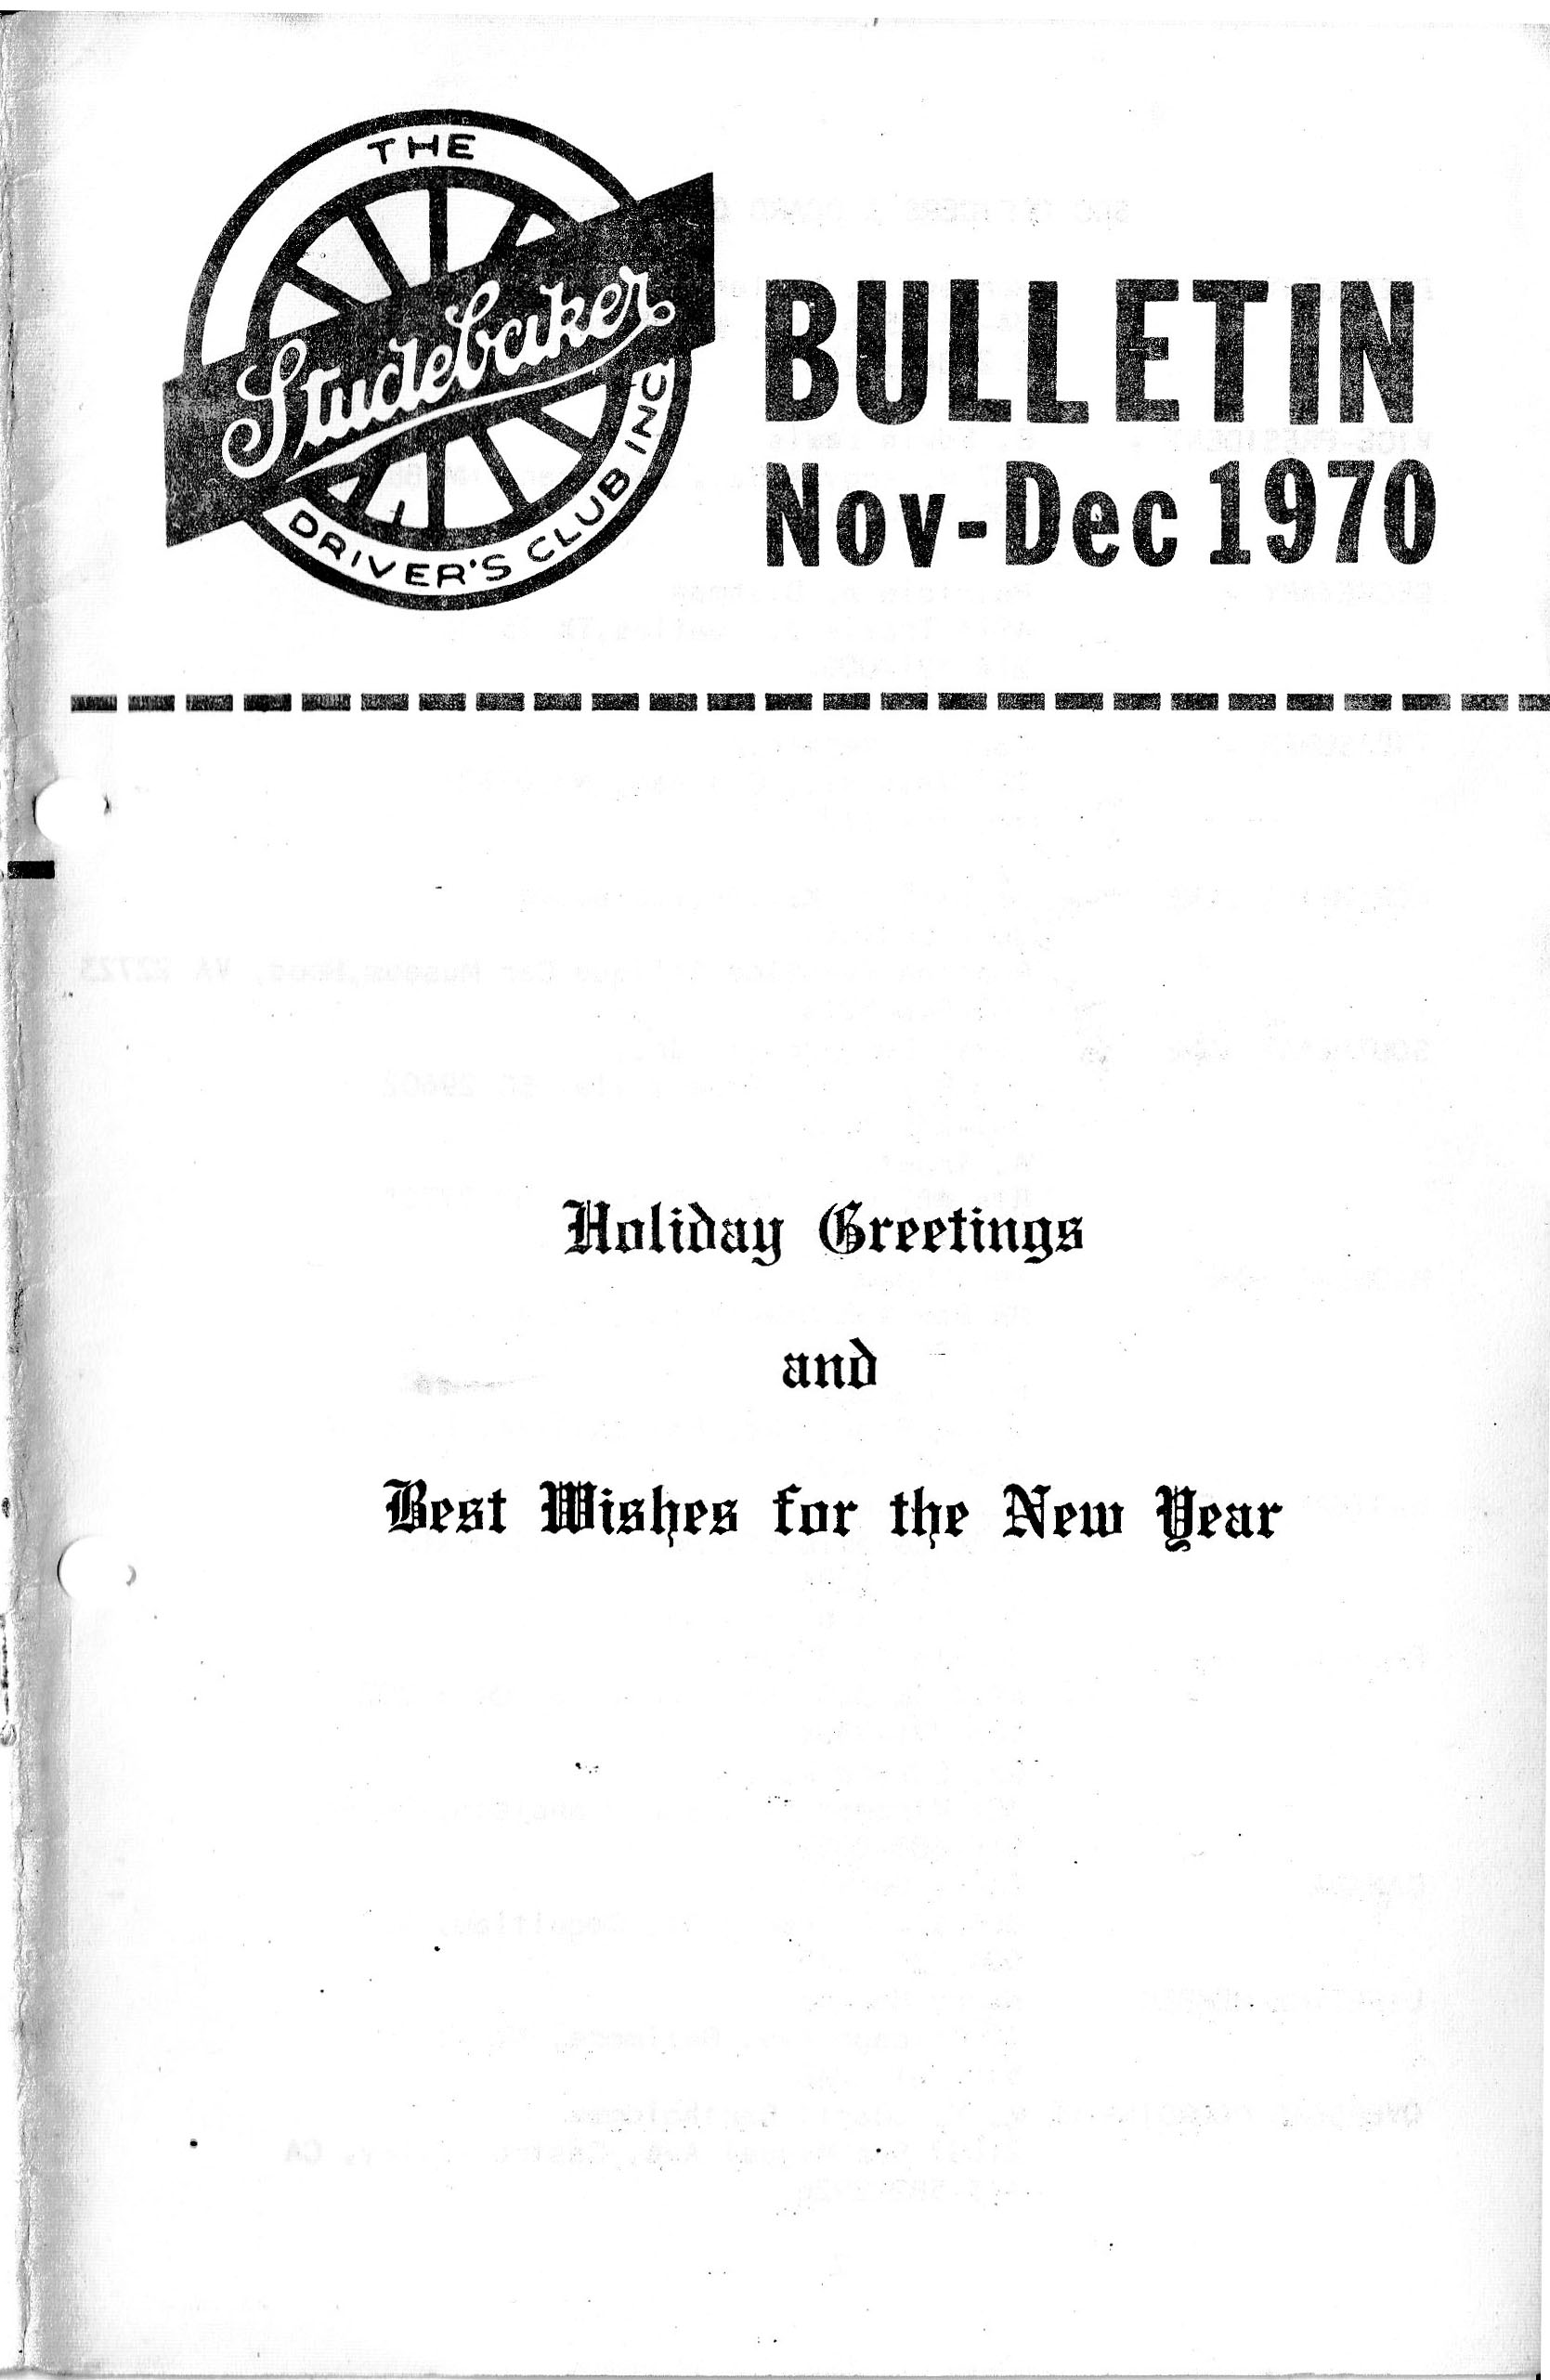 THE
Studebaker
DRIVER'S CLUB INC
BULLETIN
Nov-Dec 1970
Holiday Greetings
and
Best Wishes for the New Year